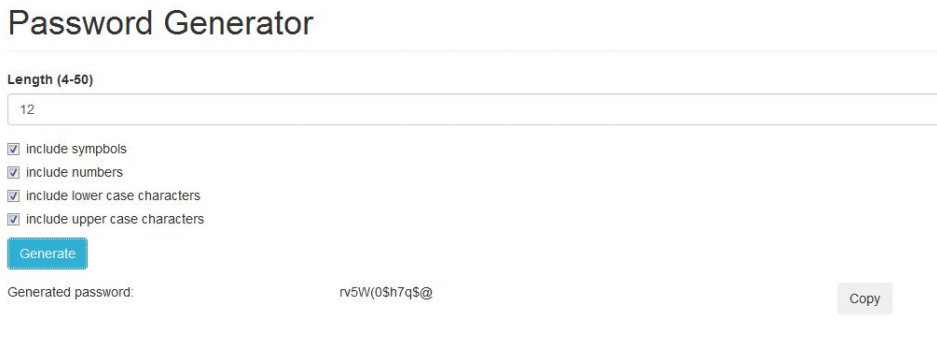 Password Generator
Length (4-50)
12
include sympbols
include numbers
include lower case characters
include upper case characters
Generate
Generated password: rv5W(0$h7q$@ Copy